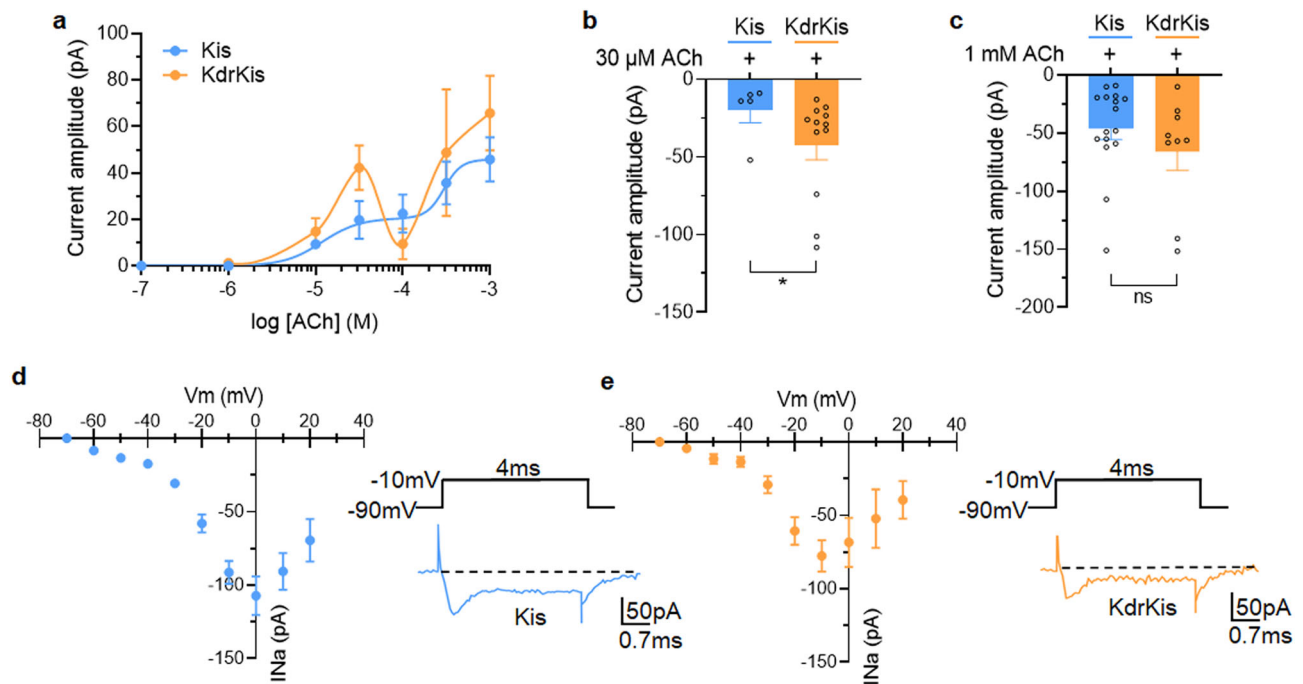 a
Current amplitude (pA)
100
80
60
40
20
0
Kis
KdrKis
-7
-6
-5
-4
-3
log [ACh] (M)
b
Kis KdrKis
30 µM ACh + +
Current amplitude (pA)
0
-50
-100
-150
*
c
Kis KdrKis
1 mM ACh + +
Current amplitude (pA)
0
-50
-100
-150
-200
ns
d
Vm (mV)
-80 -60 -40 -20 0 20 40
-50
-100
-150
INa (pA)
4ms
-10mV
-90mV
Kis
50pA
0.7ms
e
Vm (mV)
-80 -60 -40 -20 0 20 40
-50
-100
-150
INa (pA)
4ms
-10mV
-90mV
KdrKis
50pA
0.7ms